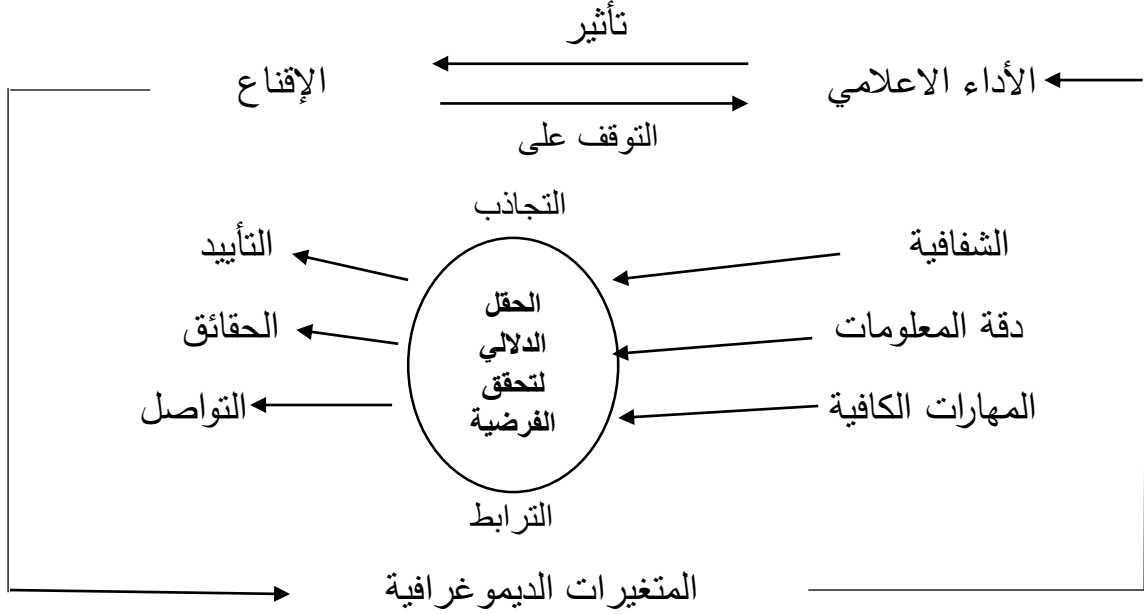 تأثير
الأداء الاعلامي
الإقناع
التوقف على
التجاذب
الشفافية
التأييد
الحقل
الدلالي
لتحقق
الفرضية
دقة المعلومات
الحقائق
المهارات الكافية
التواصل
الترابط
المتغيرات الديموغرافية